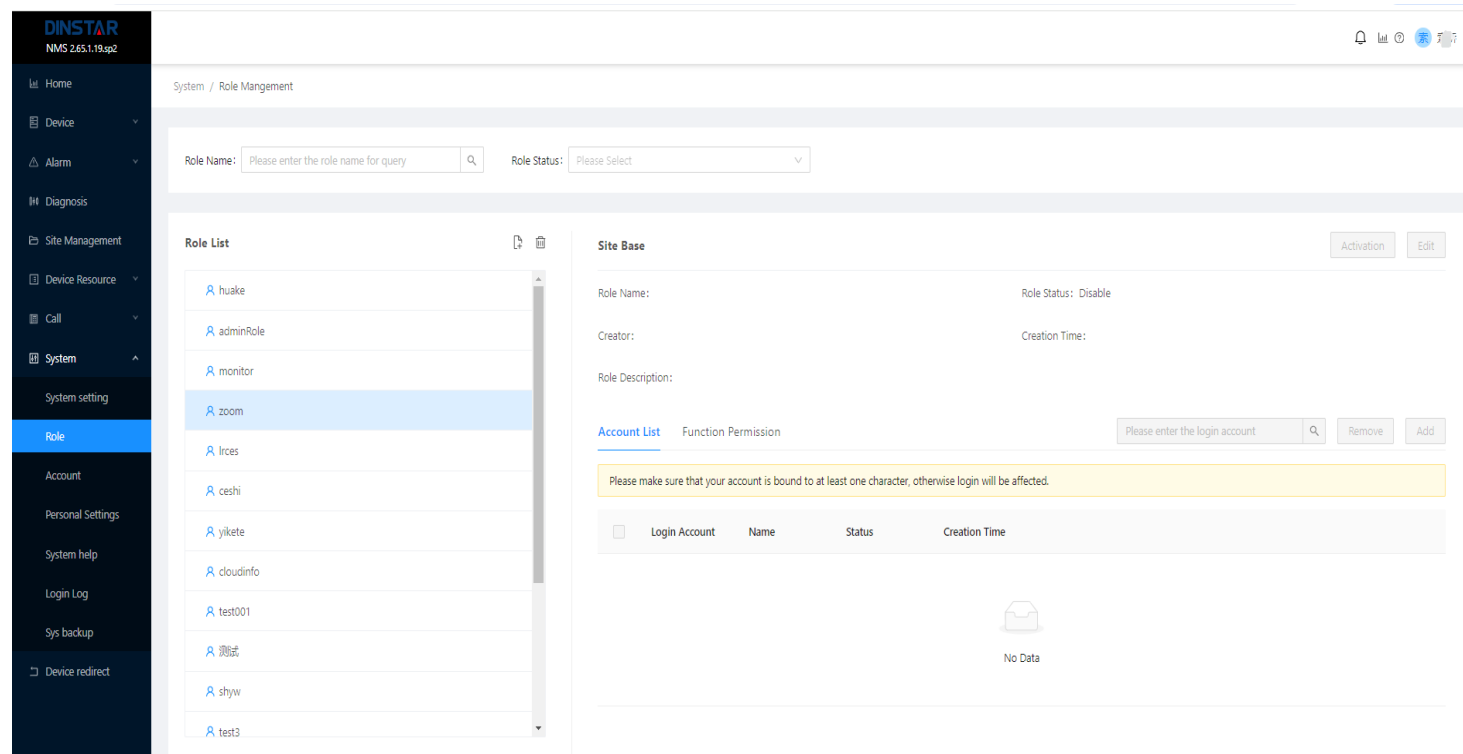 DINSTAR
NMS 2.65.1.19.sp2
素
Home
Device
Alarm
Diagnosis
Site Management
Device Resource
Call
System
System setting
Role
Account
Personal Settings
System help
Login Log
Sys backup
Device redirect
System / Role Mangement
Role Name: Please enter the role name for query Role Status: Please Select
Role List
huake
adminRole
monitor
zoom
lrces
ceshi
yikete
cloudinfo
test001
测试
shyw
test3
Site Base Activation Edit
Role Name: Role Status: Disable
Creator: Creation Time:
Role Description:
Account List Function Permission Please enter the login account Remove Add
Please make sure that your account is bound to at least one character, otherwise login will be affected.
Login Account Name Status Creation Time
No Data